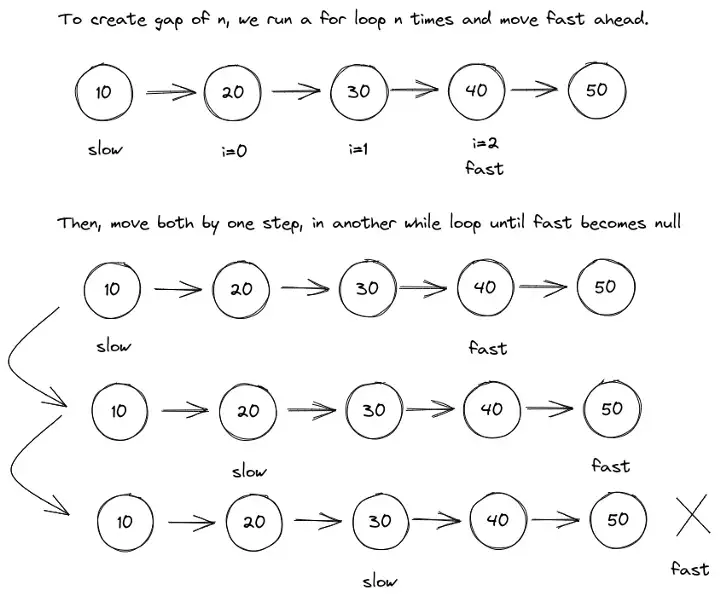 To create gap of n, we run a for loop n times and move fast ahead.
10 20 30 40 50
slow i=0 i=1 i=2
fast
Then, move both by one step, in another while loop until fast becomes null
10 20 30 40 50
slow fast
10 20 30 40 50
slow fast
10 20 30 40 50
slow fast